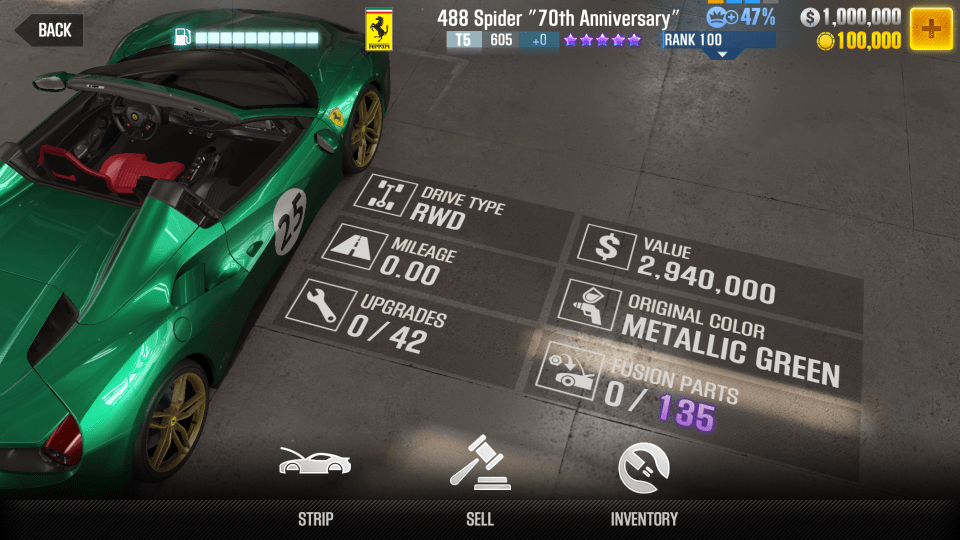 BACK
Ferrari
488 Spider "70th Anniversary"
T5 605 +0
47%
RANK 100
$ 1,000,000
100,000
25
DRIVE TYPE
RWD
MILEAGE
0.00
UPGRADES
0 / 42
$
VALUE
2,940,000
ORIGINAL COLOR
METALLIC GREEN
FUSION PARTS
0 / 135
STRIP
SELL
INVENTORY